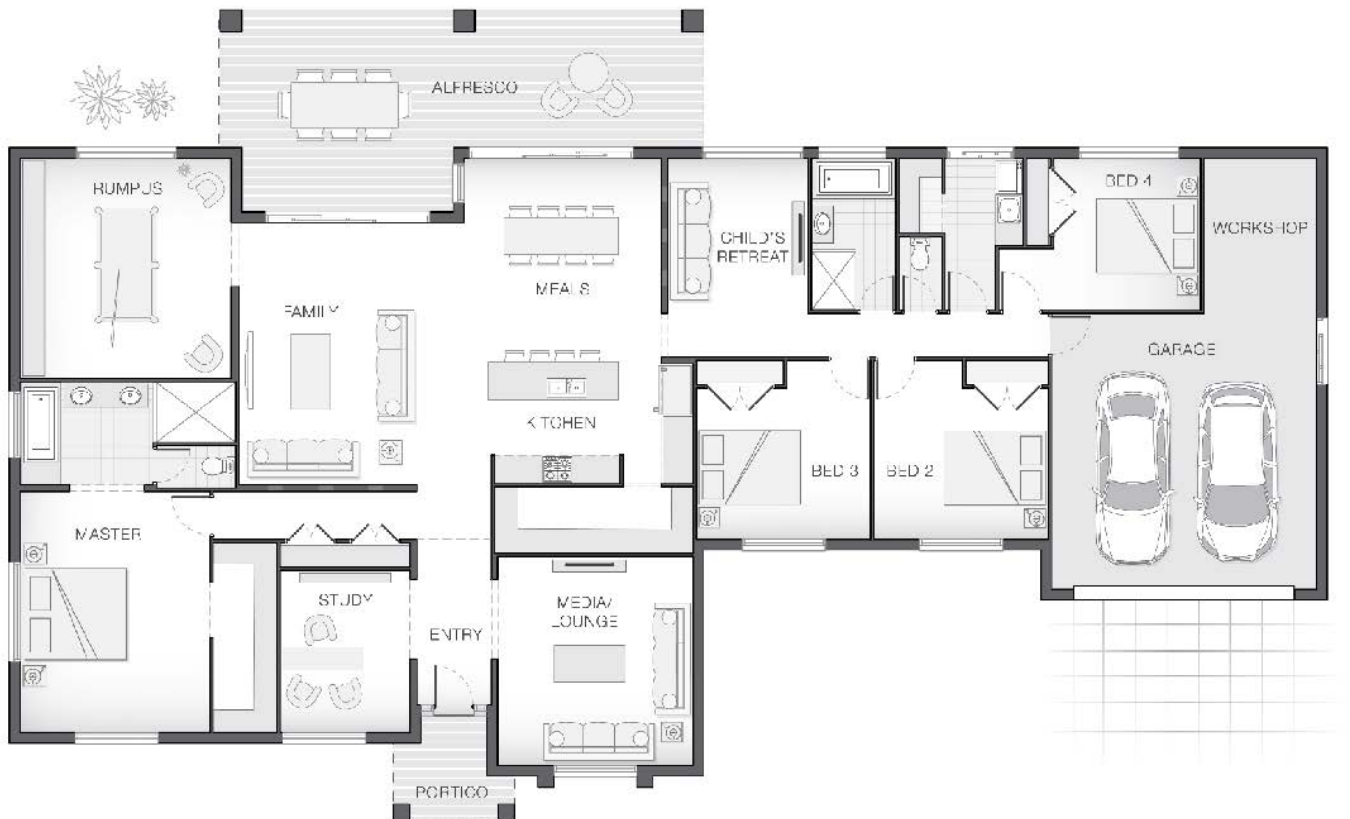 ALFRESCO
RUMPUS
BED 4
WORKSHOP
CHILD'S
RETREAT
MEALS
FAMILY
GARAGE
KITCHEN
BED 3
BED 2
MASTER
STUDY
MEDIA/
LOUNGE
ENTRY
PORTICO